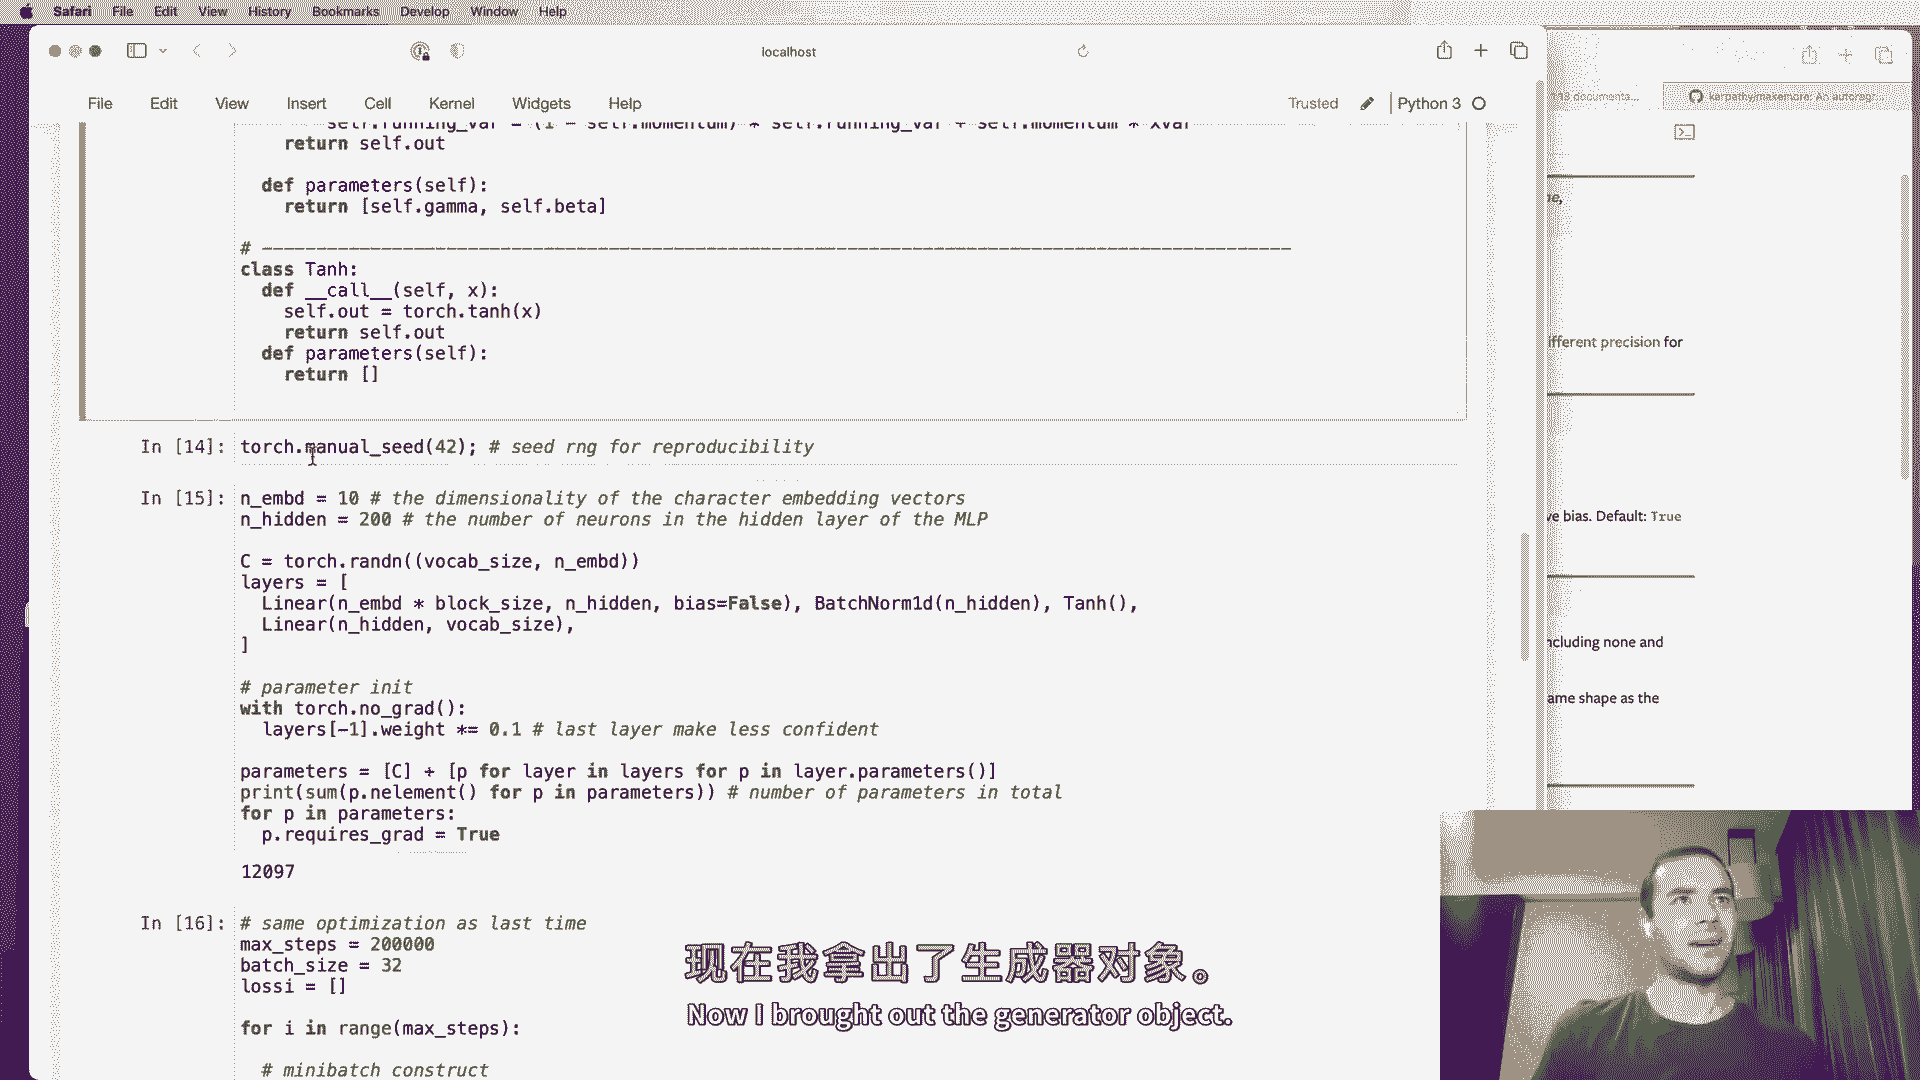 Safari File Edit View History Bookmarks Develop Window Help
localhost
File Edit View Insert Cell Kernel Widgets Help
Trusted Python 3
karpathy/makemore: An autoregr...
self.running_var = (1 - self.momentum) * self.running_var + self.momentum * xvar
return self.out
def parameters(self):
return [self.gamma, self.beta]
# ------------------------------------------------------------
class Tanh:
def __call__(self, x):
self.out = torch.tanh(x)
return self.out
def parameters(self):
return []
In [14]: torch.manual_seed(42); # seed rng for reproducibility
In [15]: n_embd = 10 # the dimensionality of the character embedding vectors
n_hidden = 200 # the number of neurons in the hidden layer of the MLP
C = torch.randn((vocab_size, n_embd))
layers = [
Linear(n_embd * block_size, n_hidden, bias=False), BatchNorm1d(n_hidden), Tanh(),
Linear(n_hidden, vocab_size),
]
# parameter init
with torch.no_grad():
layers[-1].weight *= 0.1 # last layer make less confident
parameters = [C] + [p for layer in layers for p in layer.parameters()]
print(sum(p.nelement() for p in parameters)) # number of parameters in total
for p in parameters:
p.requires_grad = True
12097
In [16]: # same optimization as last time
max_steps = 200000
batch_size = 32
lossi = []
for i in range(max_steps):
# minibatch construct
ne,
ifferent precision for
ve bias. Default: True
ncluding none and
ame shape as the
现在我拿出了生成器对象。
Now I brought out the generator object.